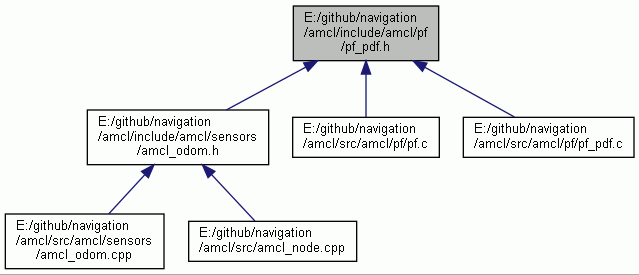 E:/github/navigation
/amcl/include/amcl/pf
/pf_pdf.h
E:/github/navigation
/amcl/include/amcl/sensors
/amcl_odom.h
E:/github/navigation
/amcl/src/amcl/pf/pf.c
E:/github/navigation
/amcl/src/amcl/pf/pf_pdf.c
E:/github/navigation
/amcl/src/amcl/sensors
/amcl_odom.cpp
E:/github/navigation
/amcl/src/amcl_node.cpp